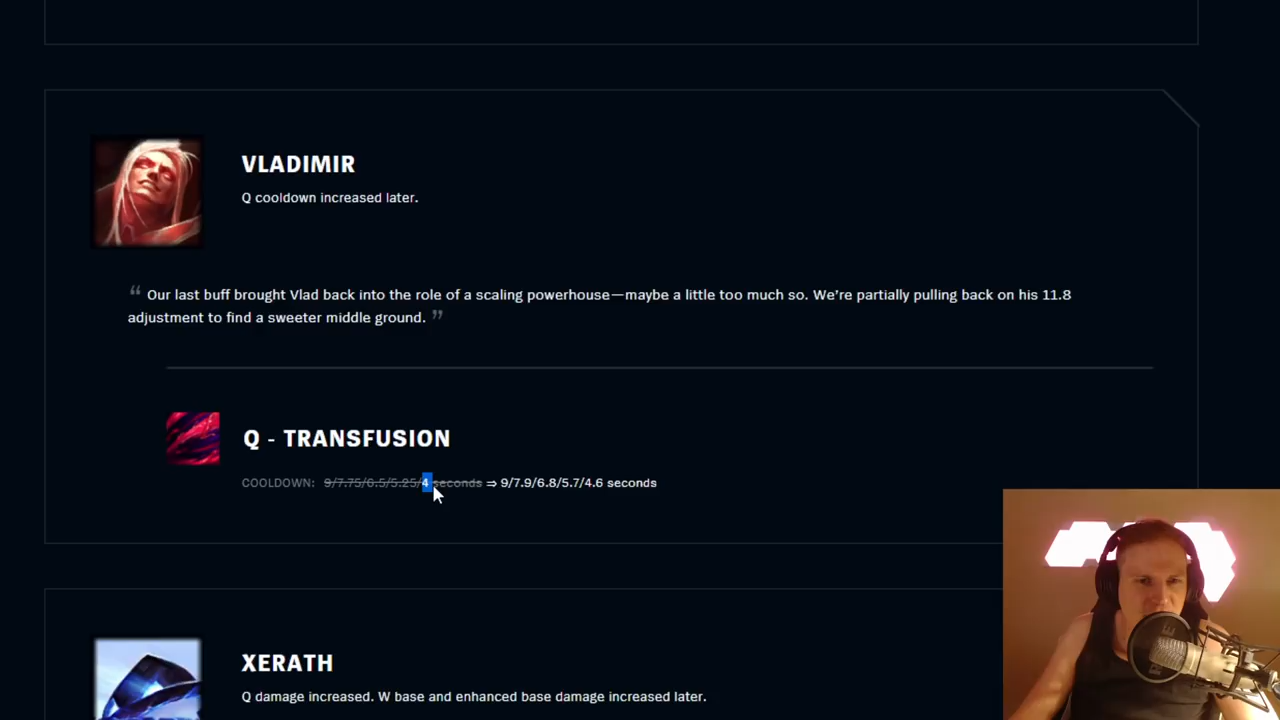 VLADIMIR
Q cooldown increased later.
“ Our last buff brought Vlad back into the role of a scaling powerhouse—maybe a little too much so. We're partially pulling back on his 11.8
adjustment to find a sweeter middle ground. ”
Q - TRANSFUSION
COOLDOWN: 9/7.75/6.5/5.25/4 seconds ⇒ 9/7.9/6.8/5.7/4.6 seconds
XERATH
Q damage increased. W base and enhanced base damage increased later.